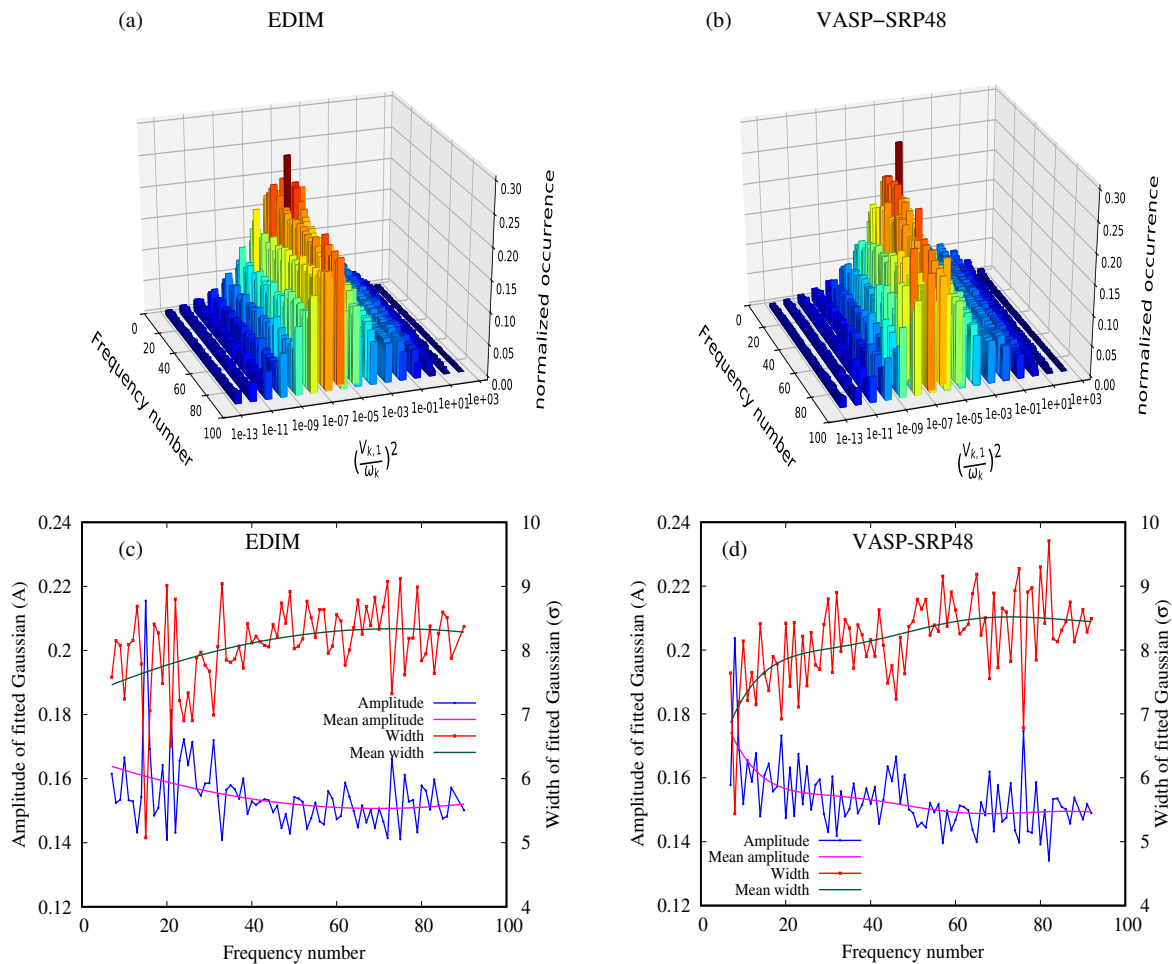 (a) EDIM
(b) VASP−SRP48
0.30
0.25
0.20
0.15
0.10
0.05
0.00
normalized occurrence
0
20
40
60
80
100
Frequency number
1e-13 1e-11 1e-09 1e-07 1e-05 1e-03 1e-01 1e+01 1e+03
(V_{k,1}/ω_k)^2
0.30
0.25
0.20
0.15
0.10
0.05
0.00
normalized occurrence
0
20
40
60
80
100
Frequency number
1e-13 1e-11 1e-09 1e-07 1e-05 1e-03 1e-01 1e+01 1e+03
(V_{k,1}/ω_k)^2
(c) EDIM
0.24
0.22
0.2
0.18
0.16
0.14
0.12
Amplitude of fitted Gaussian (A)
10
9
8
7
6
5
4
Width of fitted Gaussian (σ)
Amplitude
Mean amplitude
Width
Mean width
0 20 40 60 80 100
Frequency number
(d) VASP-SRP48
0.24
0.22
0.2
0.18
0.16
0.14
0.12
Amplitude of fitted Gaussian (A)
10
9
8
7
6
5
4
Width of fitted Gaussian (σ)
Amplitude
Mean amplitude
Width
Mean width
0 20 40 60 80 100
Frequency number